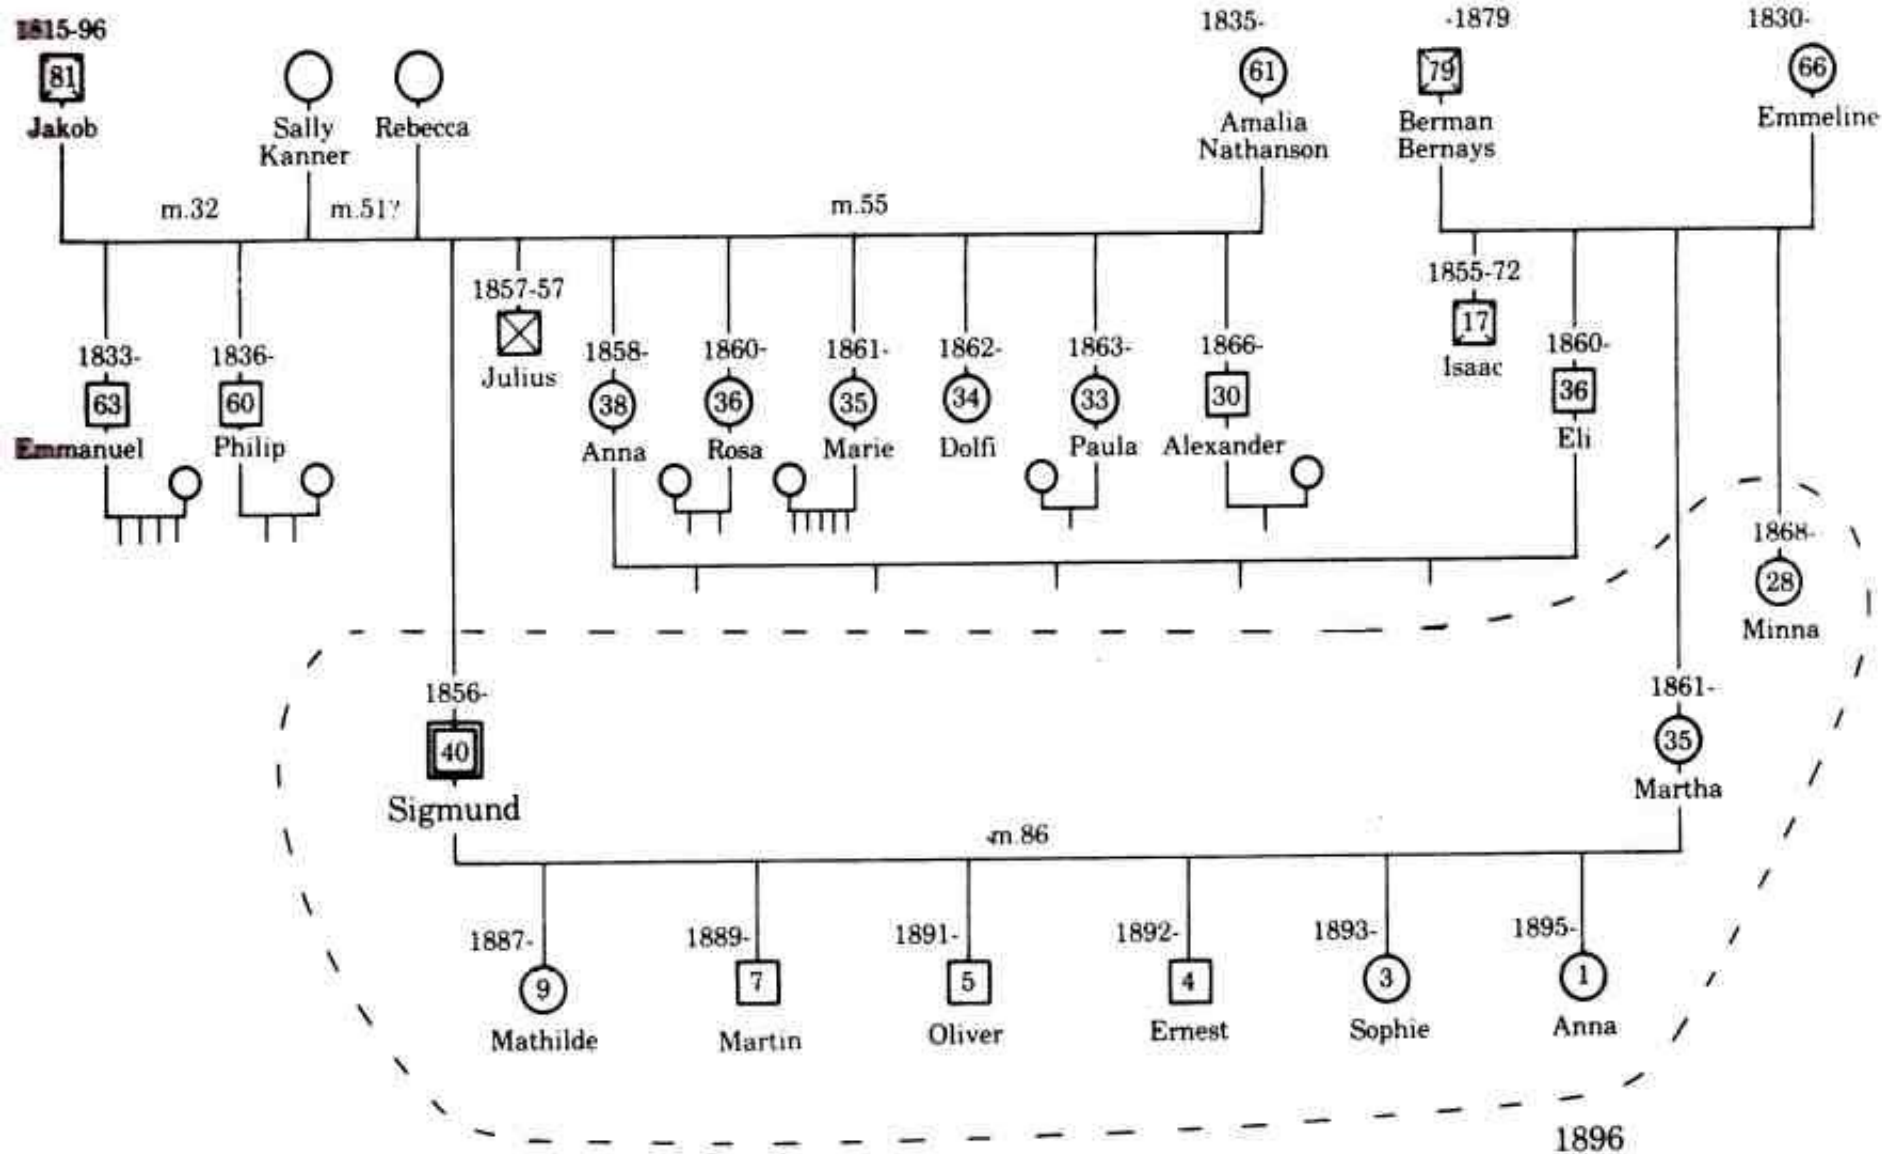 1815-96
81
Jakob
Sally
Kanner
Rebecca
1835-
61
Amalia
Nathanson
-1879
79
Berman
Bernays
1830-
66
Emmeline
m.32
m.51?
m.55
1833-
63
Emmanuel
1836-
60
Philip
1857-57
Julius
1858-
38
Anna
1860-
36
Rosa
1861-
35
Marie
1862-
34
Dolfi
1863-
33
Paula
1866-
30
Alexander
1855-72
17
Isaac
1860-
36
Eli
1868-
28
Minna
1856-
40
Sigmund
1861-
35
Martha
m.86
1887-
9
Mathilde
1889-
7
Martin
1891-
5
Oliver
1892-
4
Ernest
1893-
3
Sophie
1895-
1
Anna
1896